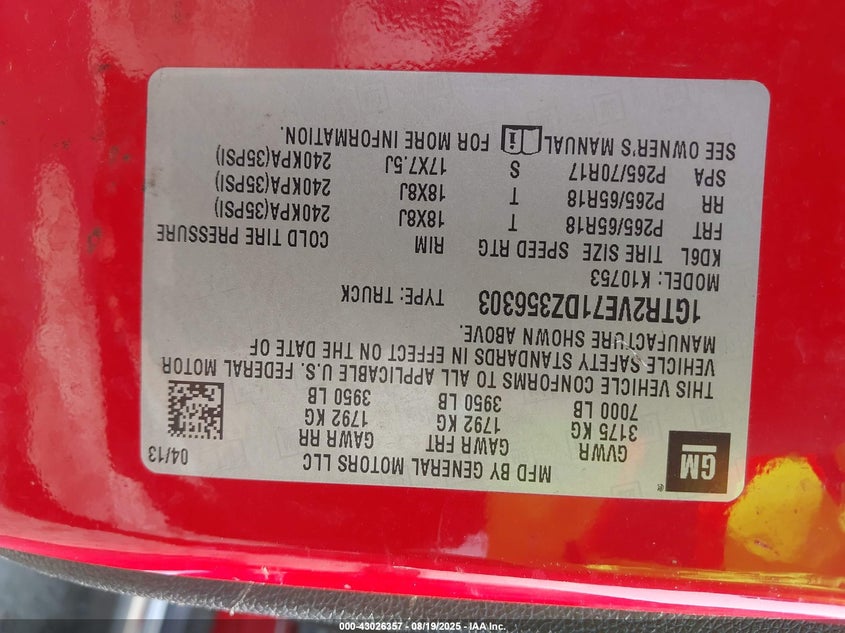 GM
MFD BY GENERAL MOTORS LLC
04/13
GVWR GAWR FRT GAWR RR
3175 KG 1792 KG 1792 KG
7000 LB 3950 LB 3950 LB
THIS VEHICLE CONFORMS TO ALL APPLICABLE U.S. FEDERAL MOTOR
VEHICLE SAFETY STANDARDS IN EFFECT ON THE DATE OF
MANUFACTURE SHOWN ABOVE.
1GTR2VE71DZ356303 TYPE: TRUCK
MODEL: K10753
KD6L TIRE SIZE SPEED RTG RIM COLD TIRE PRESSURE
FRT P265/65R18 T 18X8J 240KPA(35PSI)
RR P265/65R18 T 18X8J 240KPA(35PSI)
SPA P265/70R17 S 17X7.5J 240KPA(35PSI)
SEE OWNER'S MANUAL FOR MORE INFORMATION.
000-43026357 - 08/19/2025 - IAA Inc.